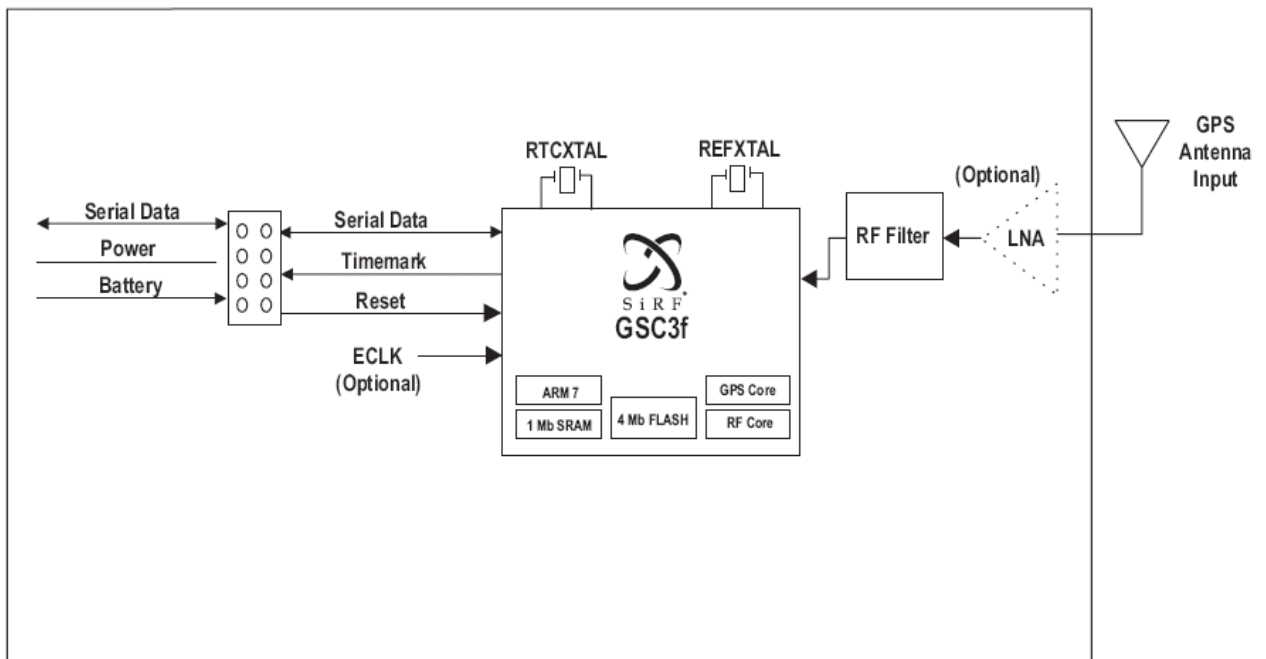 RTCXTAL
REFXTAL
GPS
Antenna
Input
(Optional)
Serial Data
Power
Battery
Serial Data
Timemark
Reset
ECLK
(Optional)
SiRF
GSC3f
RF Filter
LNA
ARM 7
1 Mb SRAM
4 Mb FLASH
GPS Core
RF Core